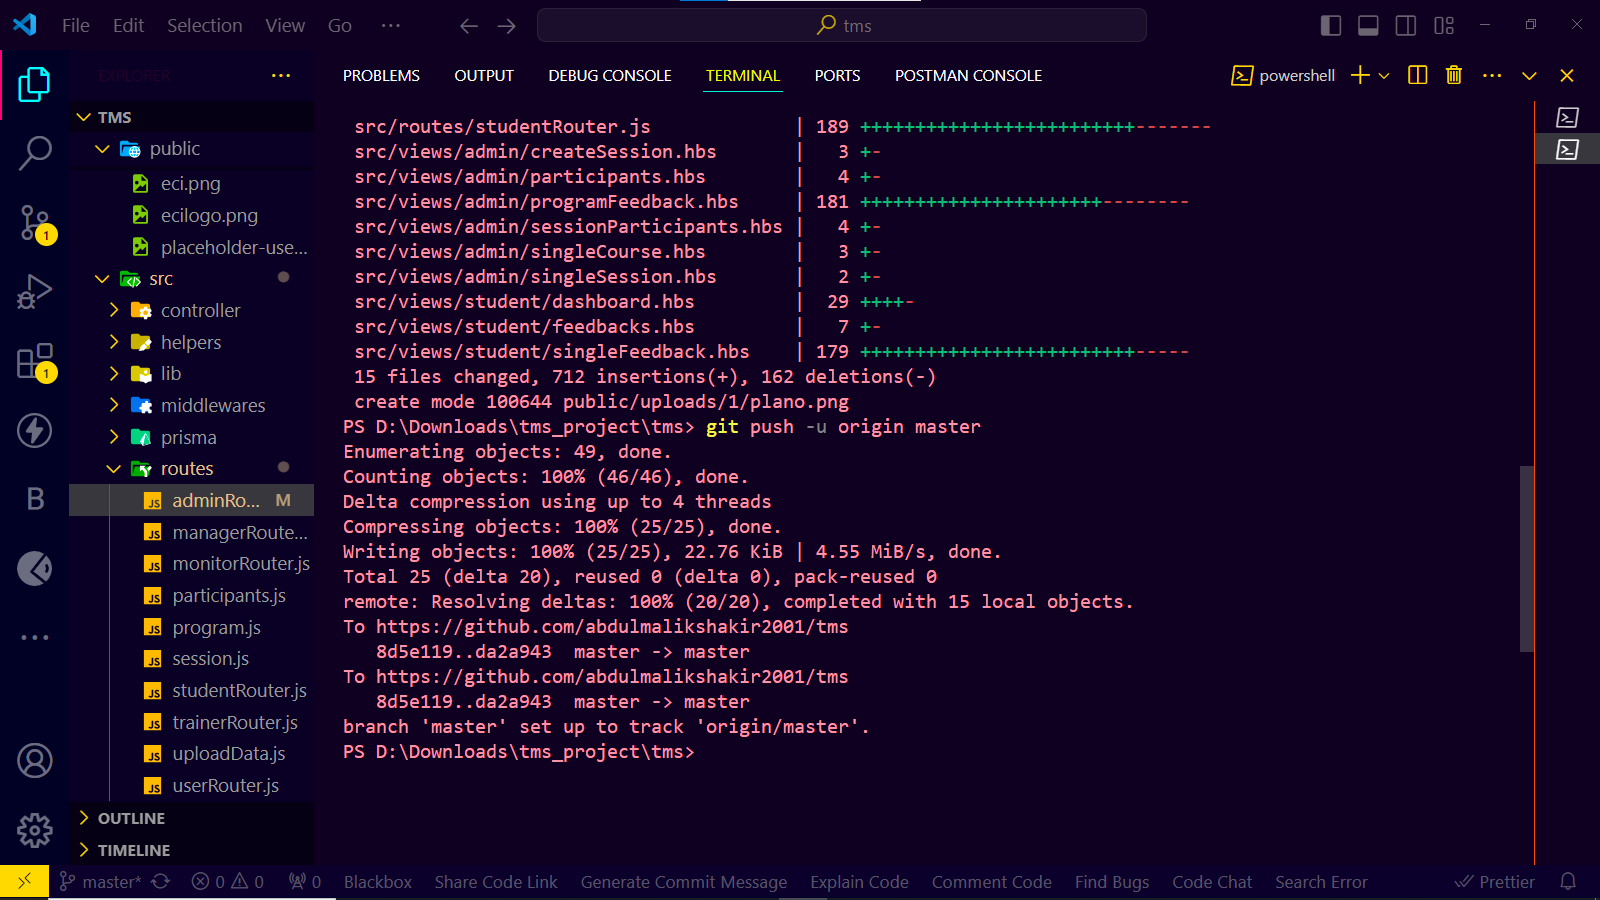 File Edit Selection View Go ··· tms
EXPLORER ···
TMS
public
eci.png
ecilogo.png
placeholder-use...
src
controller
helpers
lib
middlewares
prisma
routes
adminRo... M
managerRoute...
monitorRouter.js
participants.js
program.js
session.js
studentRouter.js
trainerRouter.js
uploadData.js
userRouter.js
OUTLINE
TIMELINE
1
1
B
PROBLEMS OUTPUT DEBUG CONSOLE TERMINAL PORTS POSTMAN CONSOLE powershell
src/routes/studentRouter.js | 189 +++++++++++++++++++++++++-------
src/views/admin/createSession.hbs | 3 +-
src/views/admin/participants.hbs | 4 +-
src/views/admin/programFeedback.hbs | 181 ++++++++++++++++++++++--------
src/views/admin/sessionParticipants.hbs | 4 +-
src/views/admin/singleCourse.hbs | 3 +-
src/views/admin/singleSession.hbs | 2 +-
src/views/student/dashboard.hbs | 29 ++++-
src/views/student/feedbacks.hbs | 7 +-
src/views/student/singleFeedback.hbs | 179 +++++++++++++++++++++++++-----
15 files changed, 712 insertions(+), 162 deletions(-)
create mode 100644 public/uploads/1/plano.png
PS D:\Downloads\tms_project\tms> git push -u origin master
Enumerating objects: 49, done.
Counting objects: 100% (46/46), done.
Delta compression using up to 4 threads
Compressing objects: 100% (25/25), done.
Writing objects: 100% (25/25), 22.76 KiB | 4.55 MiB/s, done.
Total 25 (delta 20), reused 0 (delta 0), pack-reused 0
remote: Resolving deltas: 100% (20/20), completed with 15 local objects.
To https://github.com/abdulmalikshakir2001/tms
8d5e119..da2a943 master -> master
To https://github.com/abdulmalikshakir2001/tms
8d5e119..da2a943 master -> master
branch 'master' set up to track 'origin/master'.
PS D:\Downloads\tms_project\tms>
master* 0 0 0 Blackbox Share Code Link Generate Commit Message Explain Code Comment Code Find Bugs Code Chat Search Error Prettier